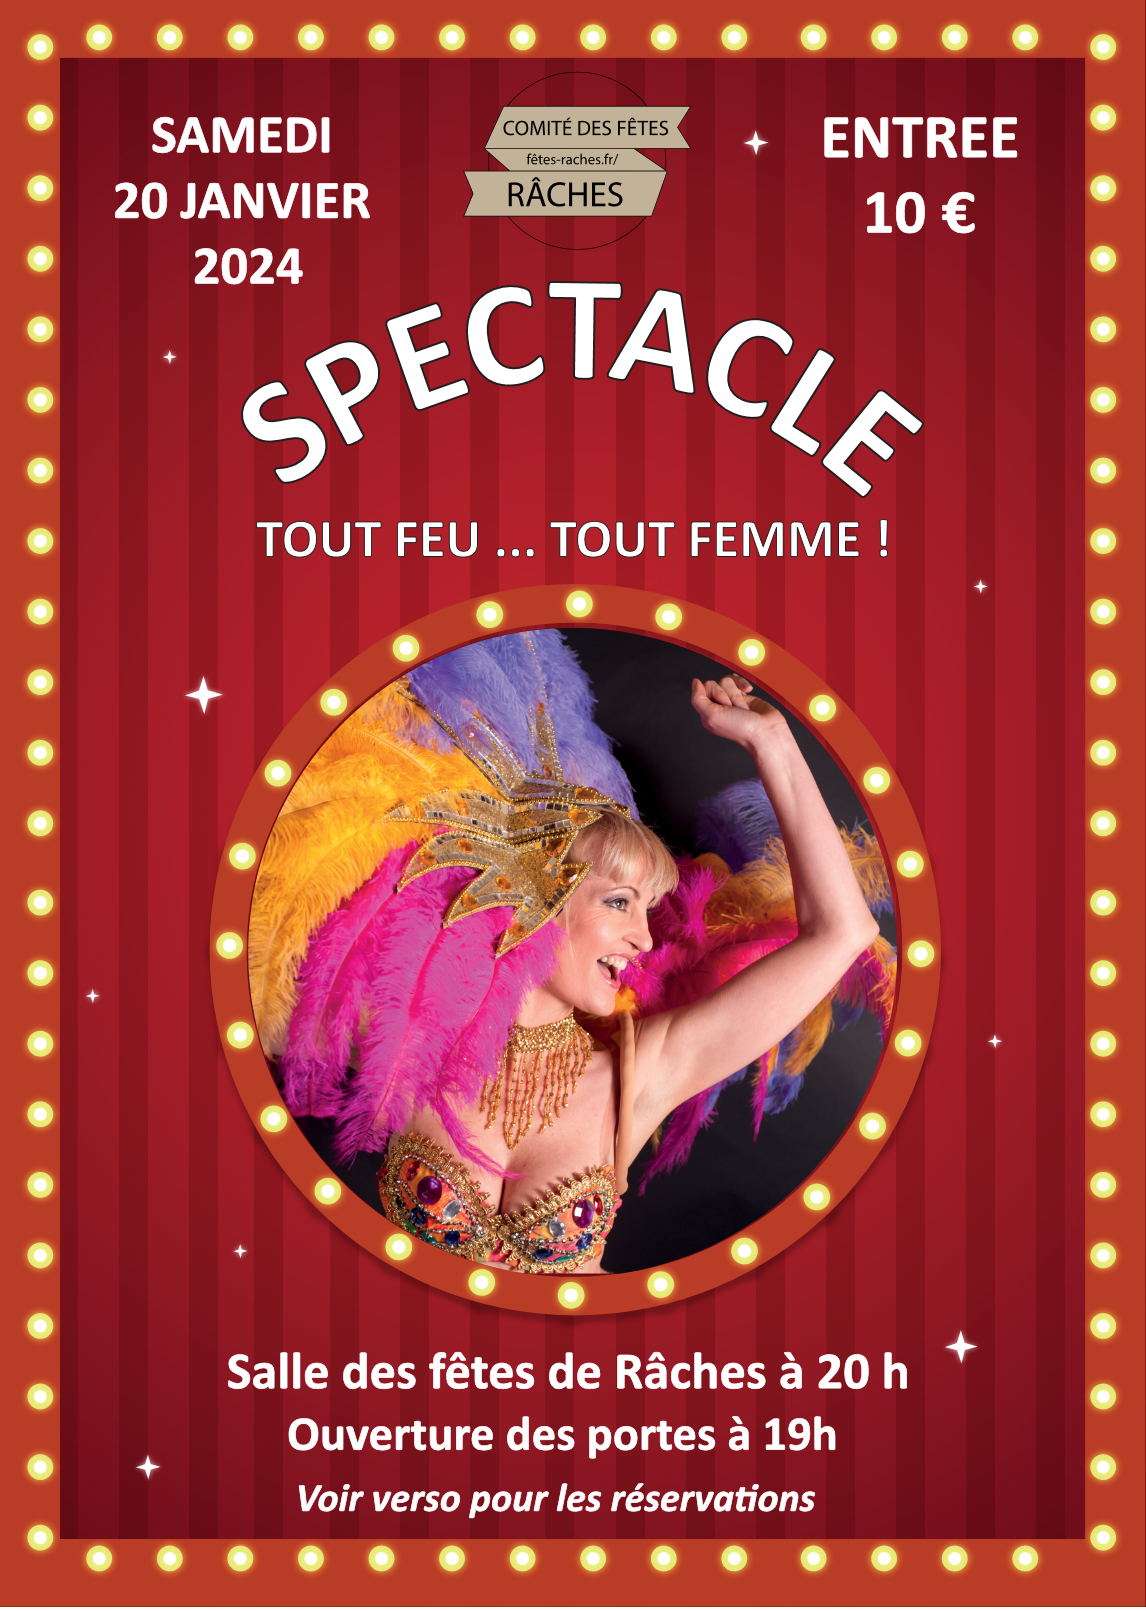 SAMEDI
20 JANVIER
2024
COMITÉ DES FÊTES
fêtes-raches.fr/
RÂCHES
ENTREE
10 €
SPECTACLE
TOUT FEU ... TOUT FEMME !
Salle des fêtes de Râches à 20 h
Ouverture des portes à 19h
Voir verso pour les réservations